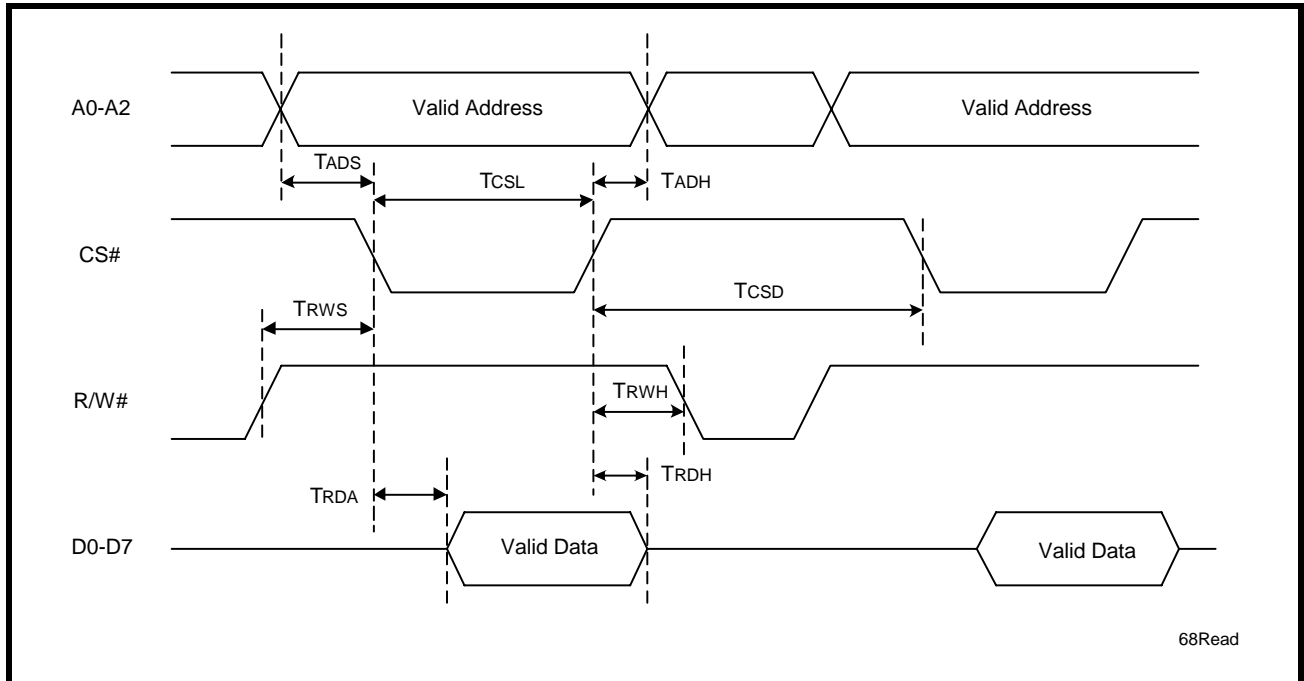 A0-A2
Valid Address
Valid Address
TADS
TCSL
TADH
CS#
TCSD
TRWS
R/W#
TRWH
TRDH
TRDA
D0-D7
Valid Data
Valid Data
68Read